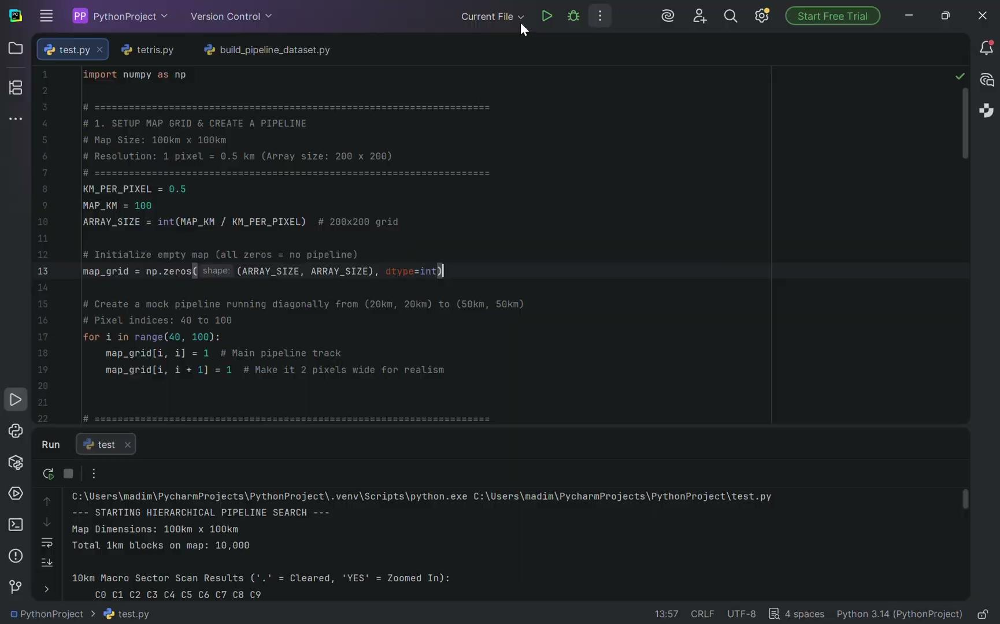 PC
PP PythonProject
Version Control
Current File
Start Free Trial
test.py
tetris.py
build_pipeline_dataset.py
1 import numpy as np
2
3 # =====================================================================
4 # 1. SETUP MAP GRID & CREATE A PIPELINE
5 # Map Size: 100km x 100km
6 # Resolution: 1 pixel = 0.5 km (Array size: 200 x 200)
7 # =====================================================================
8 KM_PER_PIXEL = 0.5
9 MAP_KM = 100
10 ARRAY_SIZE = int(MAP_KM / KM_PER_PIXEL)  # 200x200 grid
11
12 # Initialize empty map (all zeros = no pipeline)
13 map_grid = np.zeros( shape: (ARRAY_SIZE, ARRAY_SIZE), dtype=int)
14
15 # Create a mock pipeline running diagonally from (20km, 20km) to (50km, 50km)
16 # Pixel indices: 40 to 100
17 for i in range(40, 100):
18     map_grid[i, i] = 1  # Main pipeline track
19     map_grid[i, i + 1] = 1  # Make it 2 pixels wide for realism
20
21
22 # =====================================================================
Run
test
C:\Users\madim\PycharmProjects\PythonProject\.venv\Scripts\python.exe C:\Users\madim\PycharmProjects\PythonProject\test.py
--- STARTING HIERARCHICAL PIPELINE SEARCH ---
Map Dimensions: 100km x 100km
Total 1km blocks on map: 10,000
10km Macro Sector Scan Results ('.' = Cleared, 'YES' = Zoomed In):
C0 C1 C2 C3 C4 C5 C6 C7 C8 C9
PythonProject > test.py
13:57
CRLF
UTF-8
4 spaces
Python 3.14 (PythonProject)